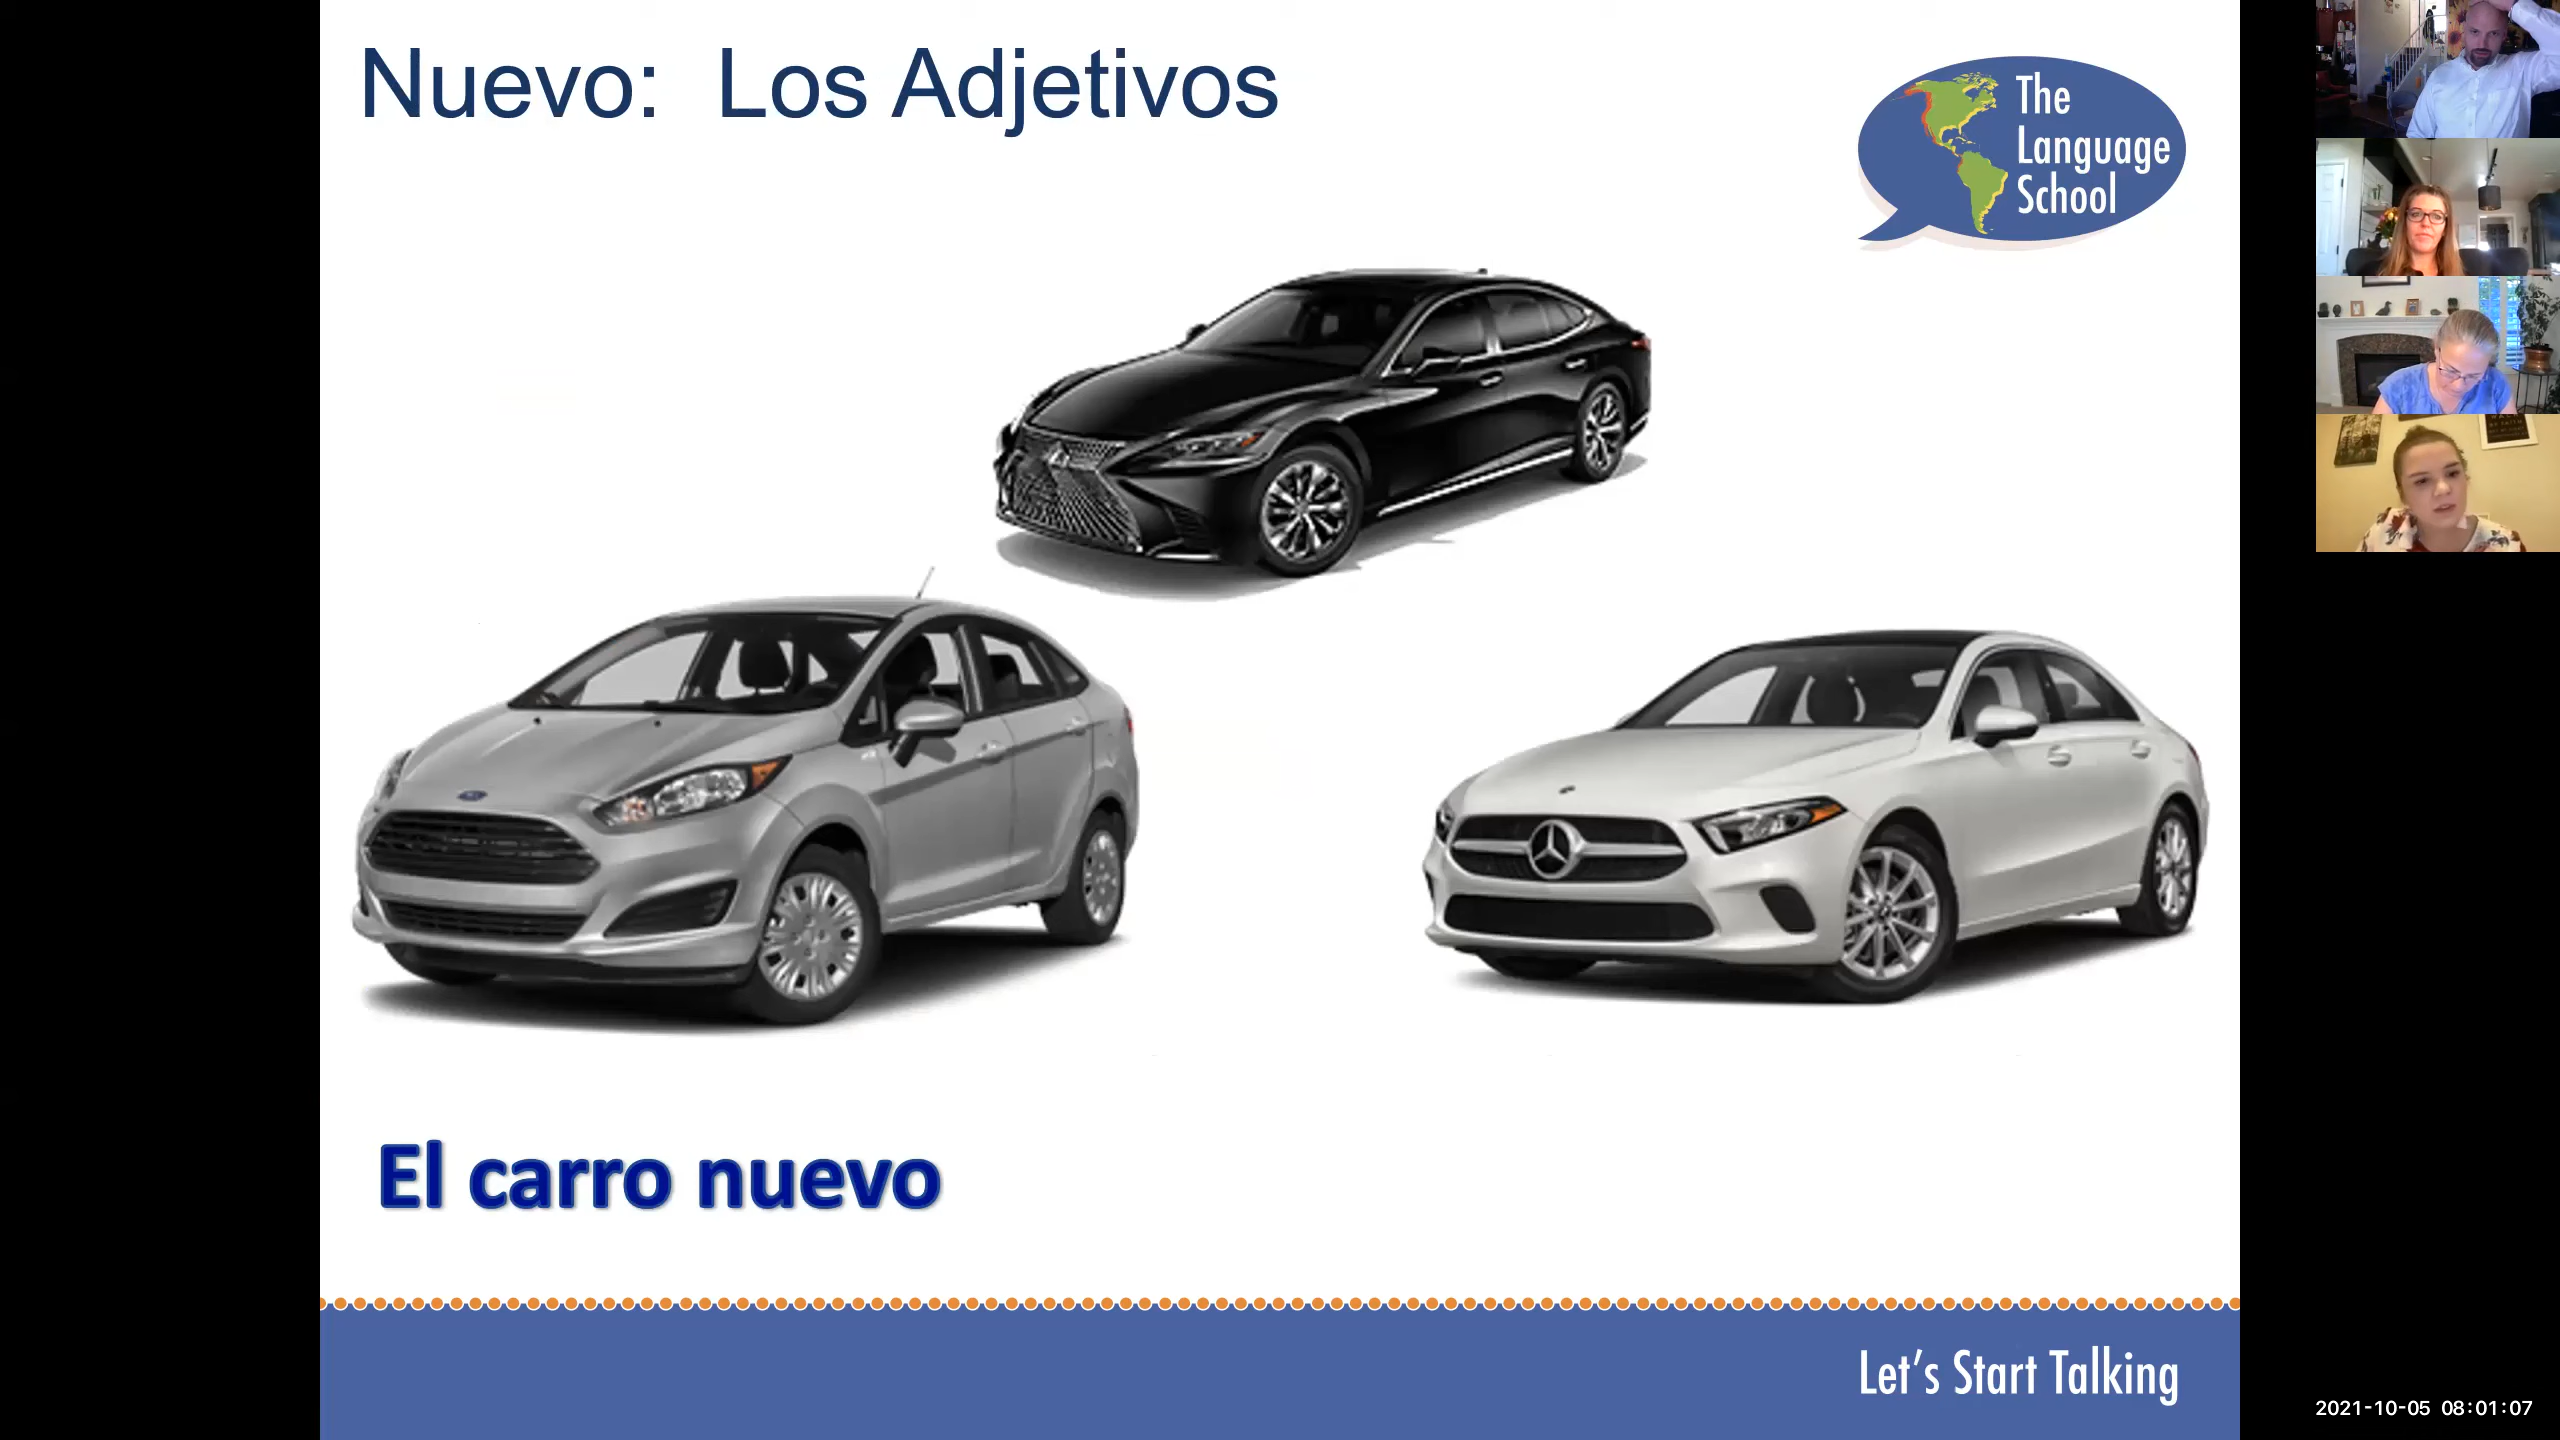 Nuevo:  Los Adjetivos
The
Language
School
El carro nuevo
Let's Start Talking
2021-10-05 08:01:07